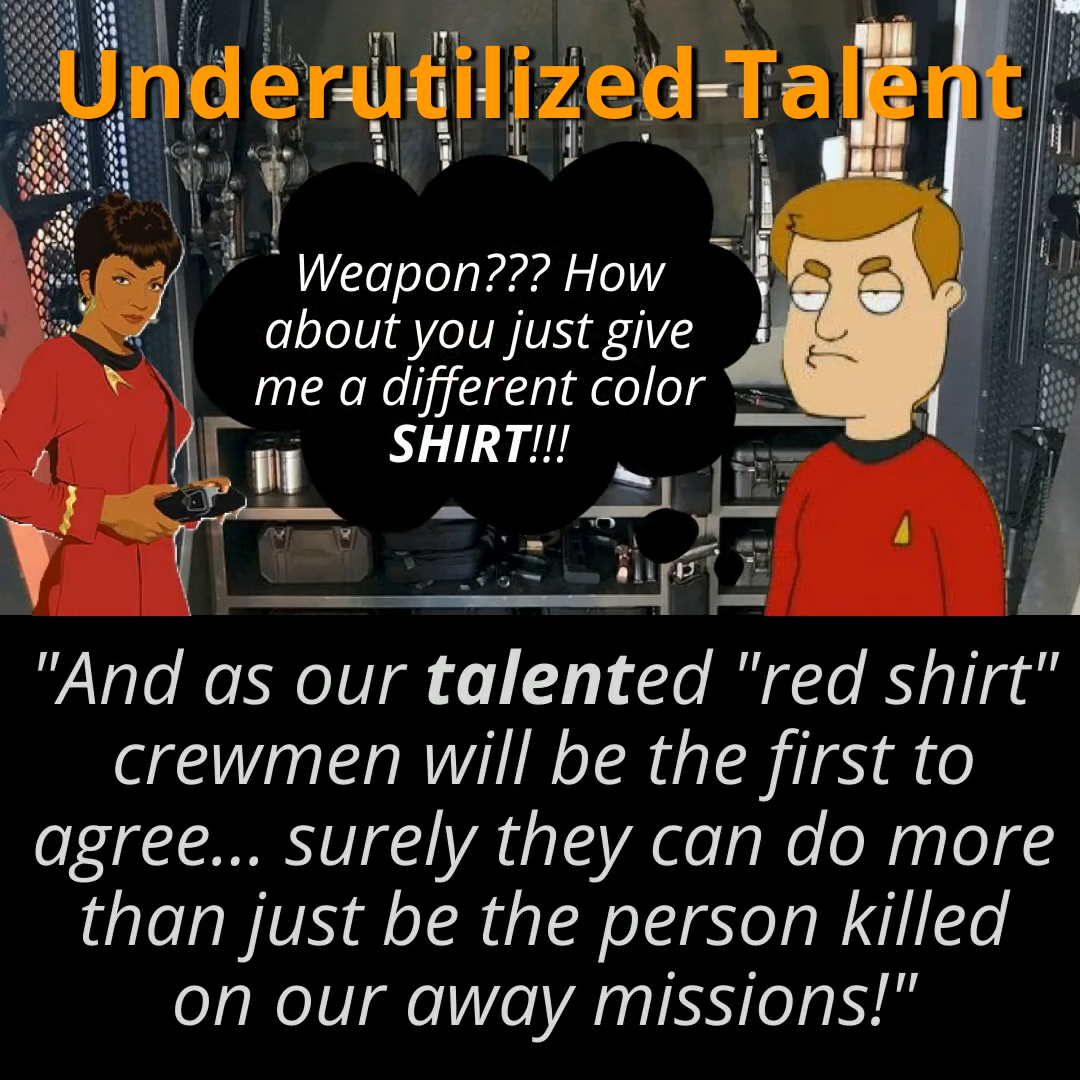 Underutilized Talent
Weapon??? How
about you just give
me a different color
SHIRT!!!
"And as our talented "red shirt"
crewmen will be the first to
agree... surely they can do more
than just be the person killed
on our away missions!"